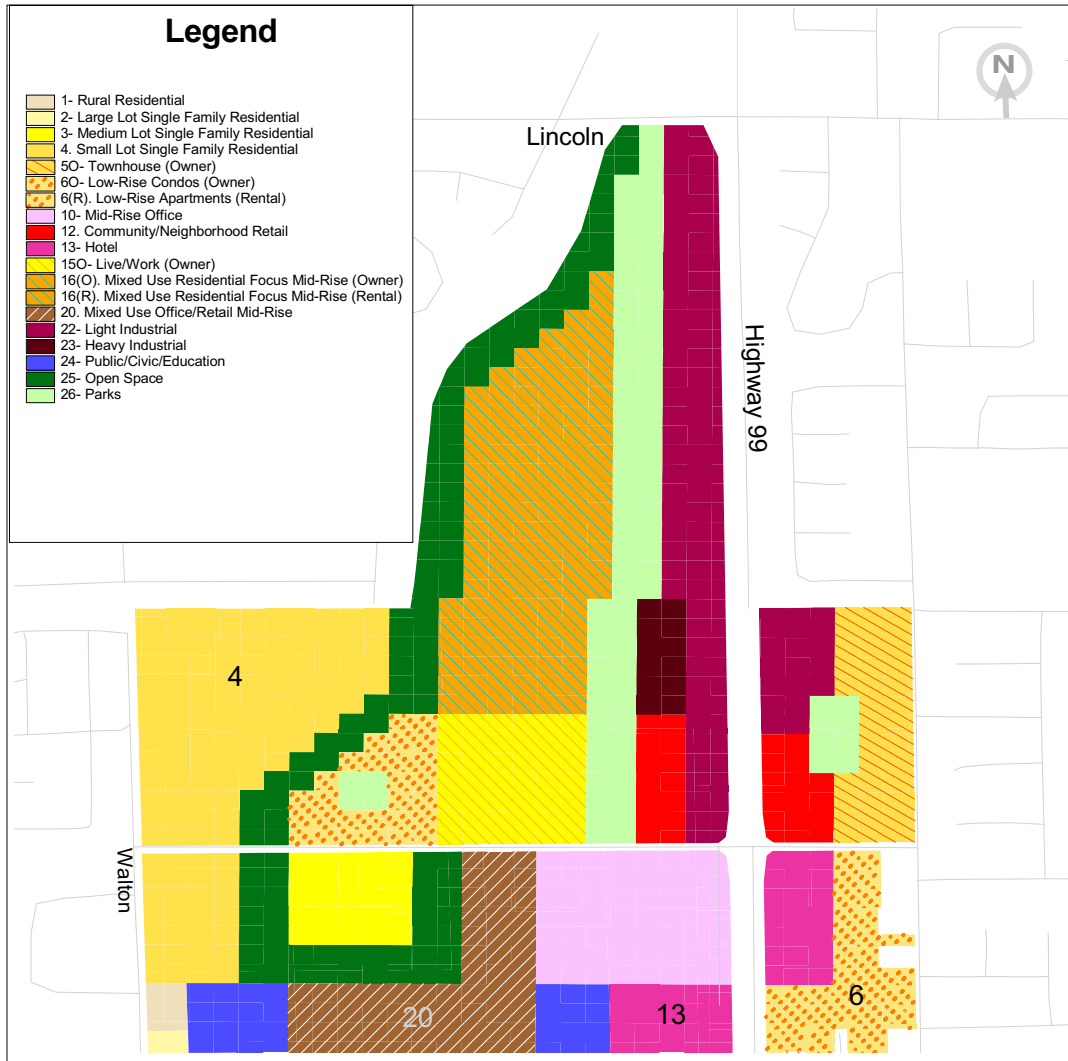 Legend
1- Rural Residential
2- Large Lot Single Family Residential
3- Medium Lot Single Family Residential
4. Small Lot Single Family Residential
5O- Townhouse (Owner)
6O- Low-Rise Condos (Owner)
6(R). Low-Rise Apartments (Rental)
10- Mid-Rise Office
12. Community/Neighborhood Retail
13- Hotel
15O- Live/Work (Owner)
16(O). Mixed Use Residential Focus Mid-Rise (Owner)
16(R). Mixed Use Residential Focus Mid-Rise (Rental)
20. Mixed Use Office/Retail Mid-Rise
22- Light Industrial
23- Heavy Industrial
24- Public/Civic/Education
25- Open Space
26- Parks
N
Lincoln
Highway 99
4
Walton
20
13
6